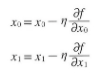 x₀ = x₀ − η ∂f/∂x₀
x₁ = x₁ − η ∂f/∂x₁